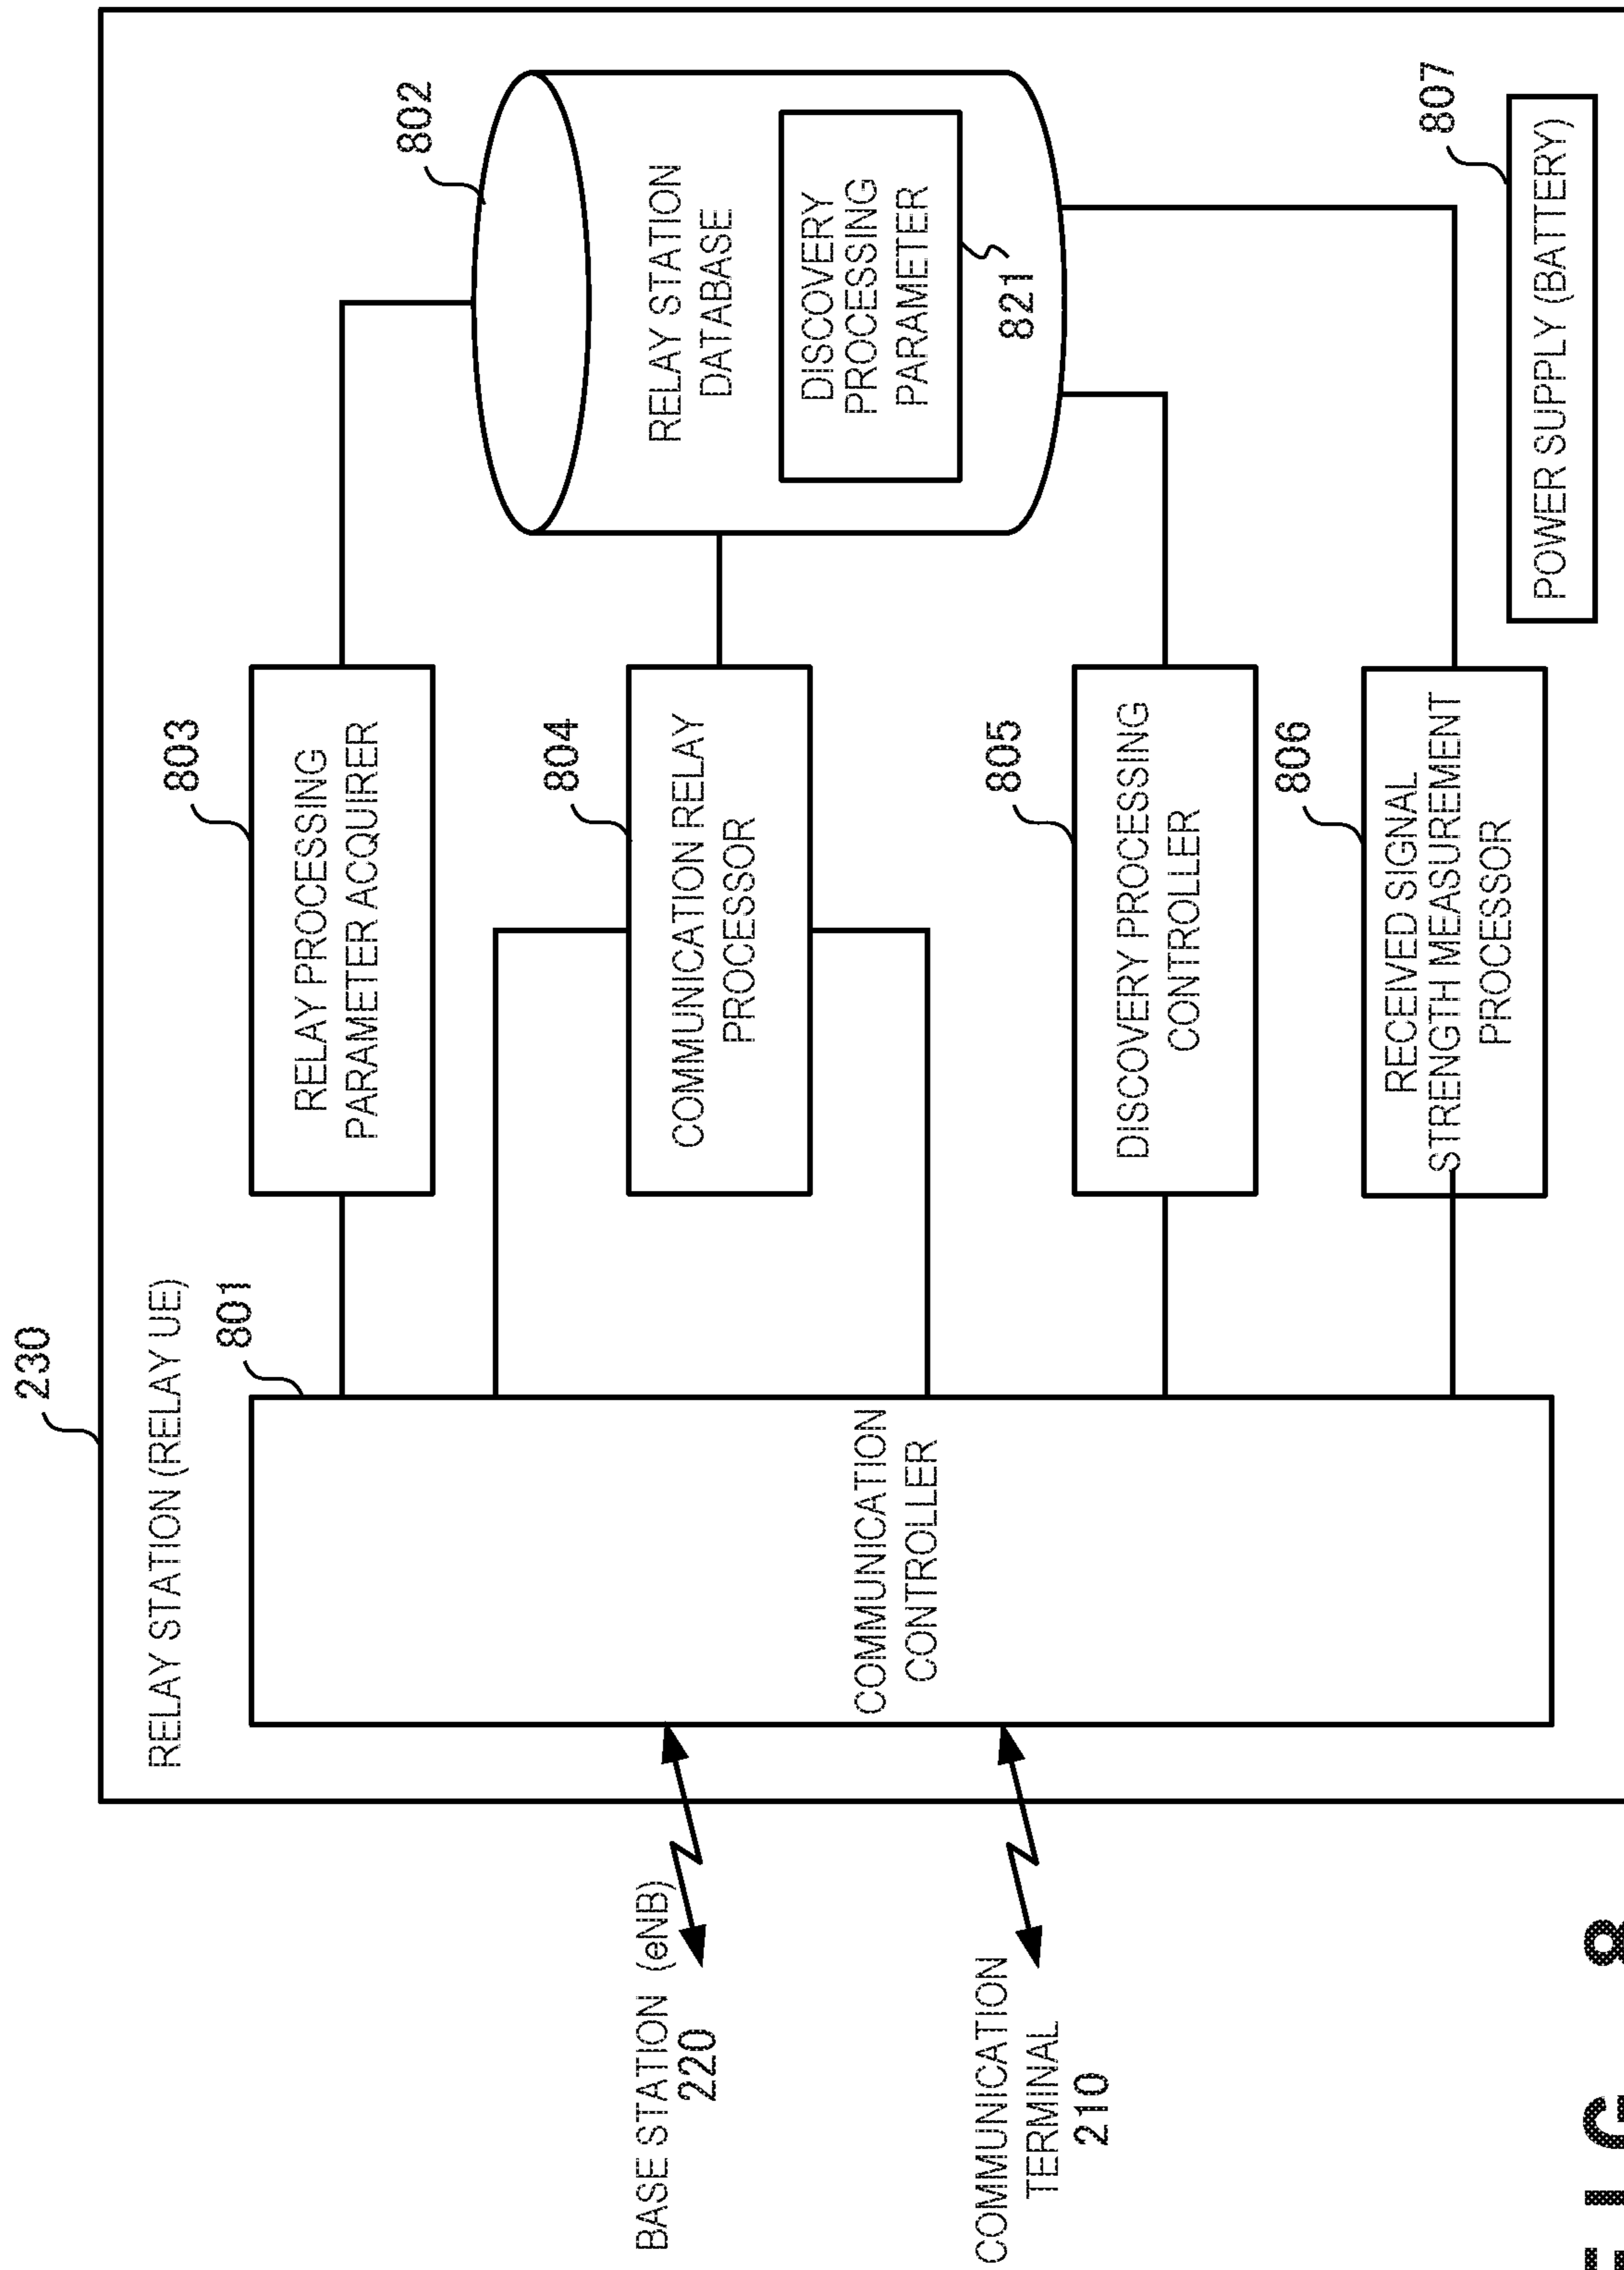 230
RELAY STATION (RELAY UE)
801
COMMUNICATION
CONTROLLER
BASE STATION (eNB)
220
COMMUNICATION
TERMINAL
210
803
RELAY PROCESSING
PARAMETER ACQUIRER
804
COMMUNICATION RELAY
PROCESSOR
805
DISCOVERY PROCESSING
CONTROLLER
806
RECEIVED SIGNAL
STRENGTH MEASUREMENT
PROCESSOR
802
RELAY STATION
DATABASE
DISCOVERY
PROCESSING
PARAMETER
821
807
POWER SUPPLY (BATTERY)
FIG. 8